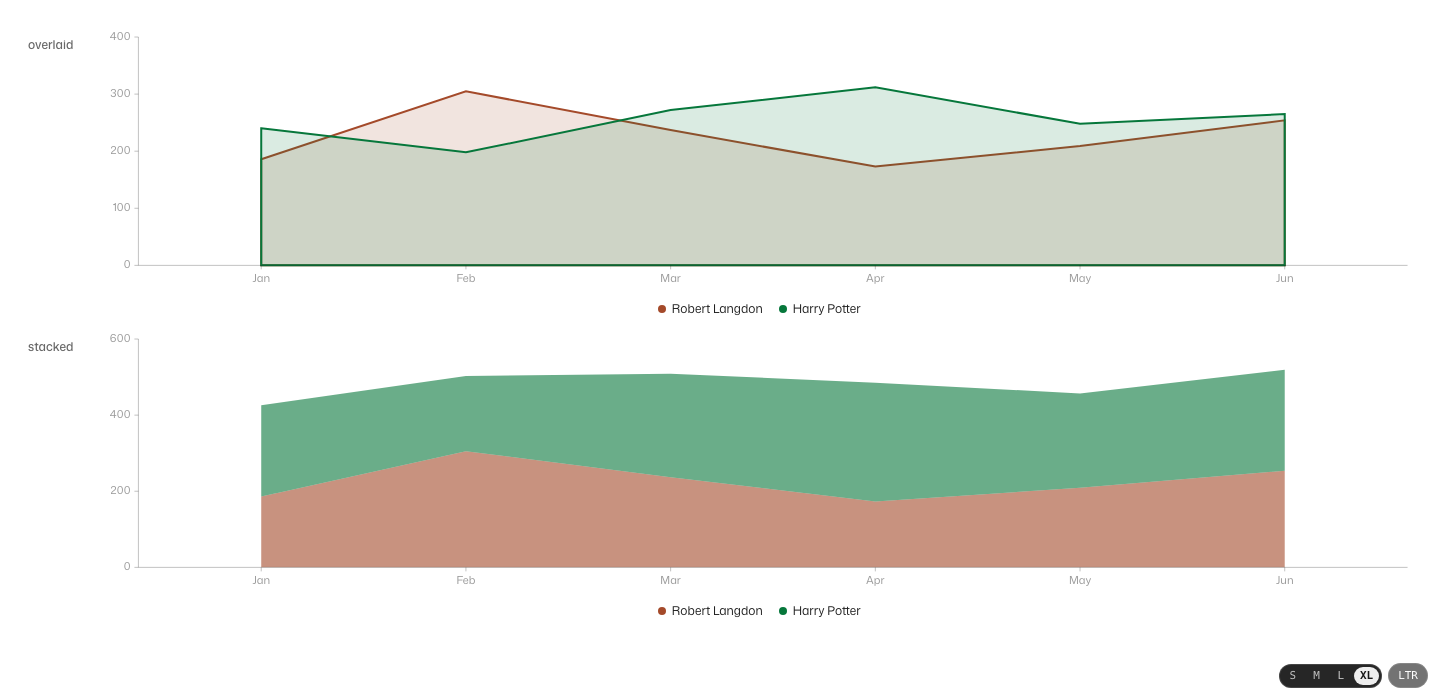 overlaid
400
300
200
100
0
Jan Feb Mar Apr May Jun
Robert Langdon Harry Potter
stacked
600
400
200
0
Jan Feb Mar Apr May Jun
Robert Langdon Harry Potter
S M L XL LTR